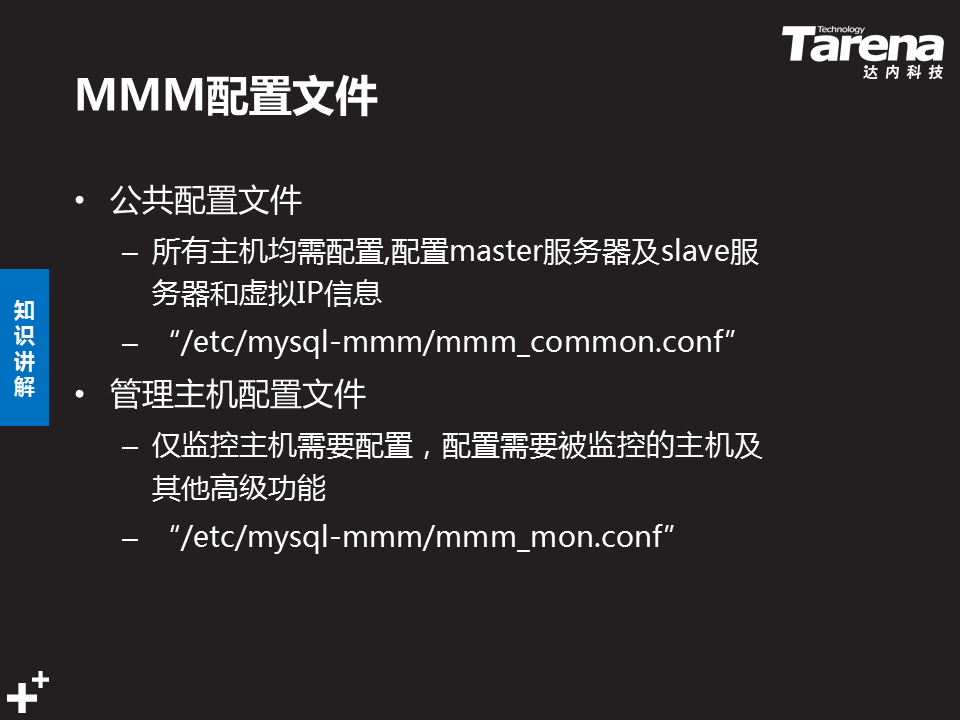 Technology
Tarena
达内科技
MMM配置文件
• 公共配置文件
– 所有主机均需配置,配置master服务器及slave服
务器和虚拟IP信息
– “/etc/mysql-mmm/mmm_common.conf”
• 管理主机配置文件
– 仅监控主机需要配置，配置需要被监控的主机及
其他高级功能
– “/etc/mysql-mmm/mmm_mon.conf”
知
识
讲
解